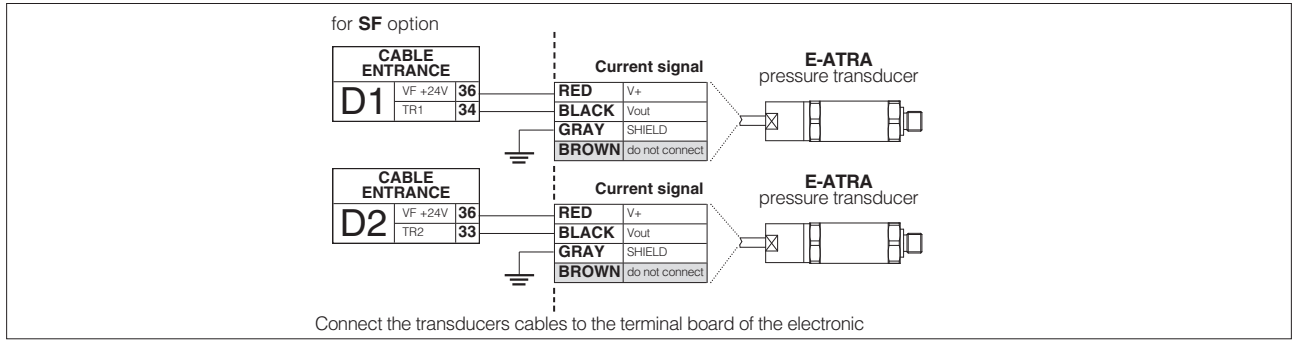 for SF option
CABLE ENTRANCE
Current signal
E-ATRA
pressure transducer
D1
VF +24V 36
TR1 34
RED V+
BLACK Vout
GRAY SHIELD
BROWN do not connect
CABLE ENTRANCE
Current signal
E-ATRA
pressure transducer
D2
VF +24V 36
TR2 33
RED V+
BLACK Vout
GRAY SHIELD
BROWN do not connect
Connect the transducers cables to the terminal board of the electronic